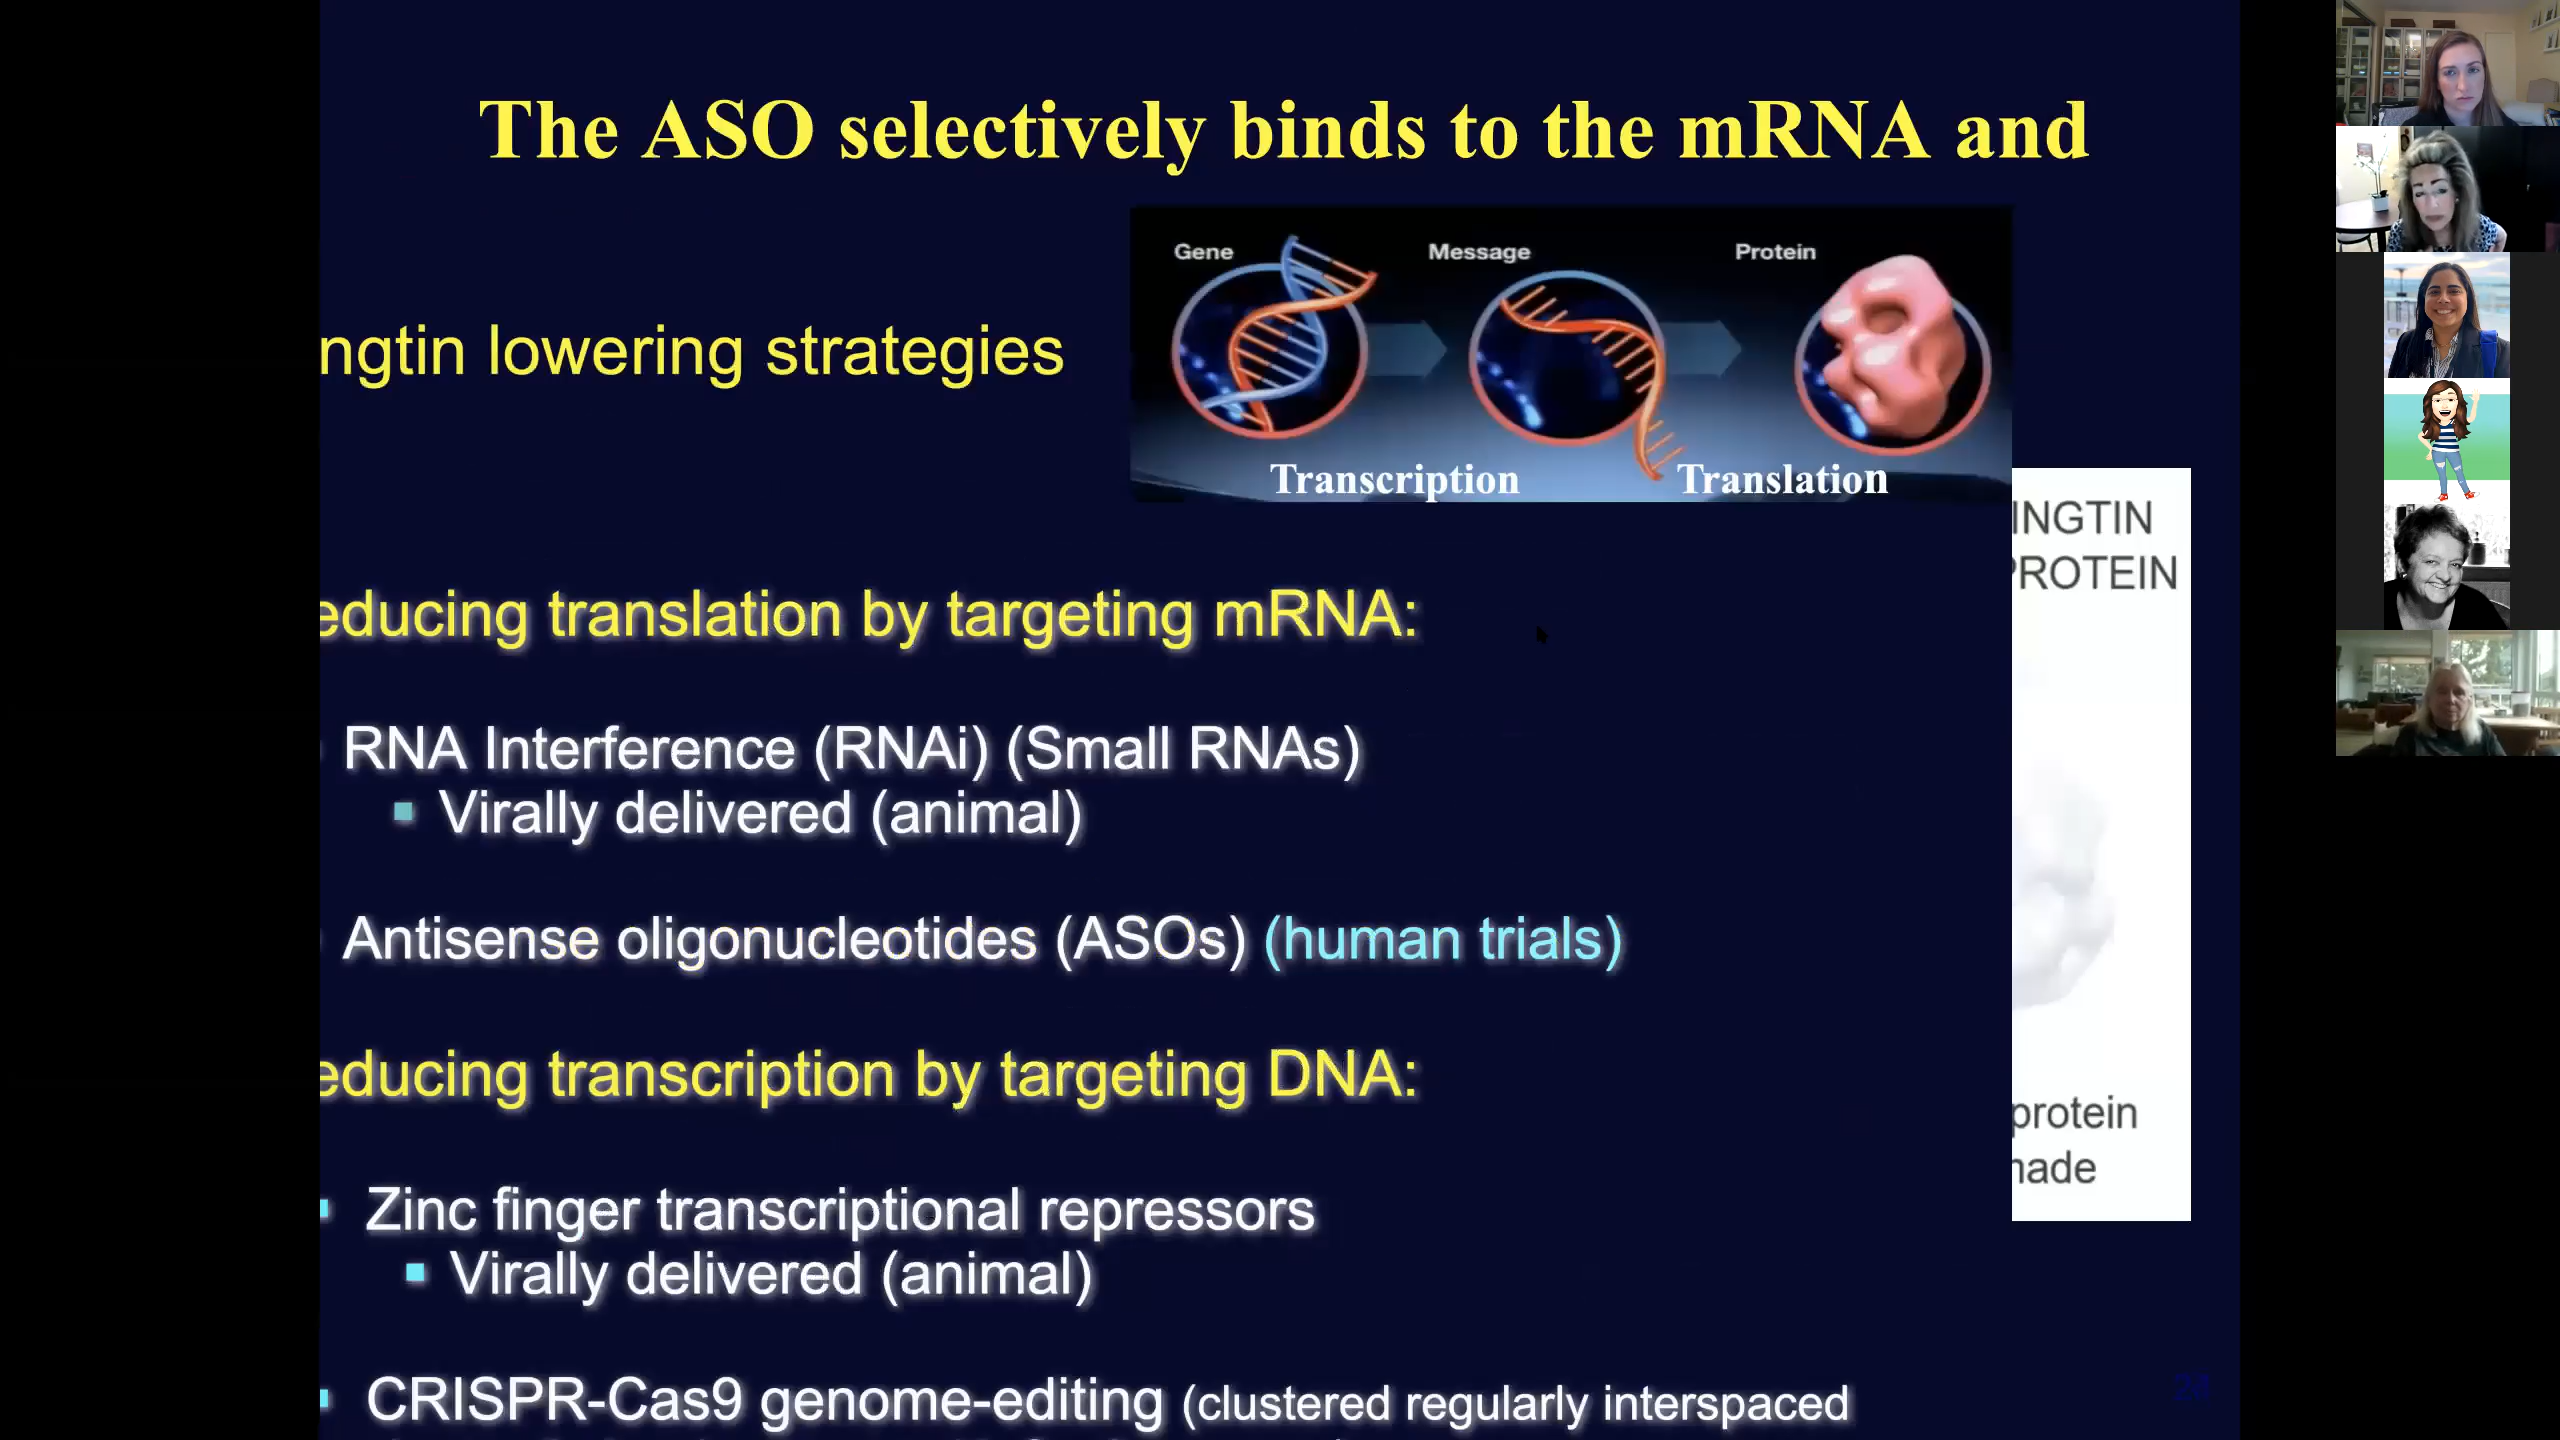 The ASO selectively binds to the mRNA and
Gene Message Protein
ngtin lowering strategies
Transcription Translation
INGTIN
PROTEIN
educing translation by targeting mRNA:
RNA Interference (RNAi) (Small RNAs)
Virally delivered (animal)
Antisense oligonucleotides (ASOs) (human trials)
educing transcription by targeting DNA:
protein
made
Zinc finger transcriptional repressors
Virally delivered (animal)
CRISPR-Cas9 genome-editing (clustered regularly interspaced